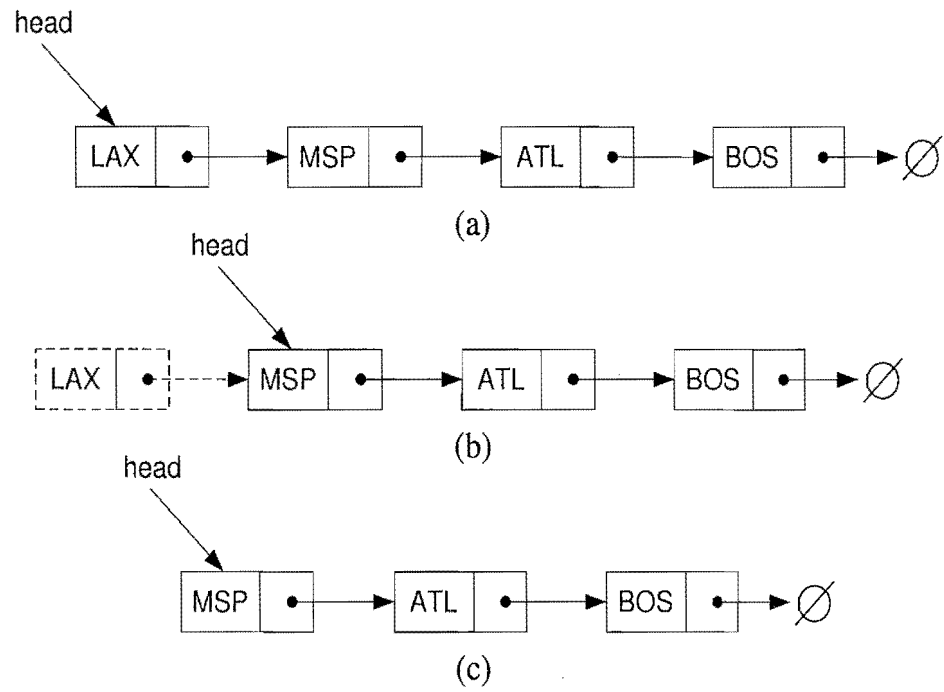 head
LAX MSP ATL BOS ∅
(a)
head
LAX MSP ATL BOS ∅
(b)
head
MSP ATL BOS ∅
(c)